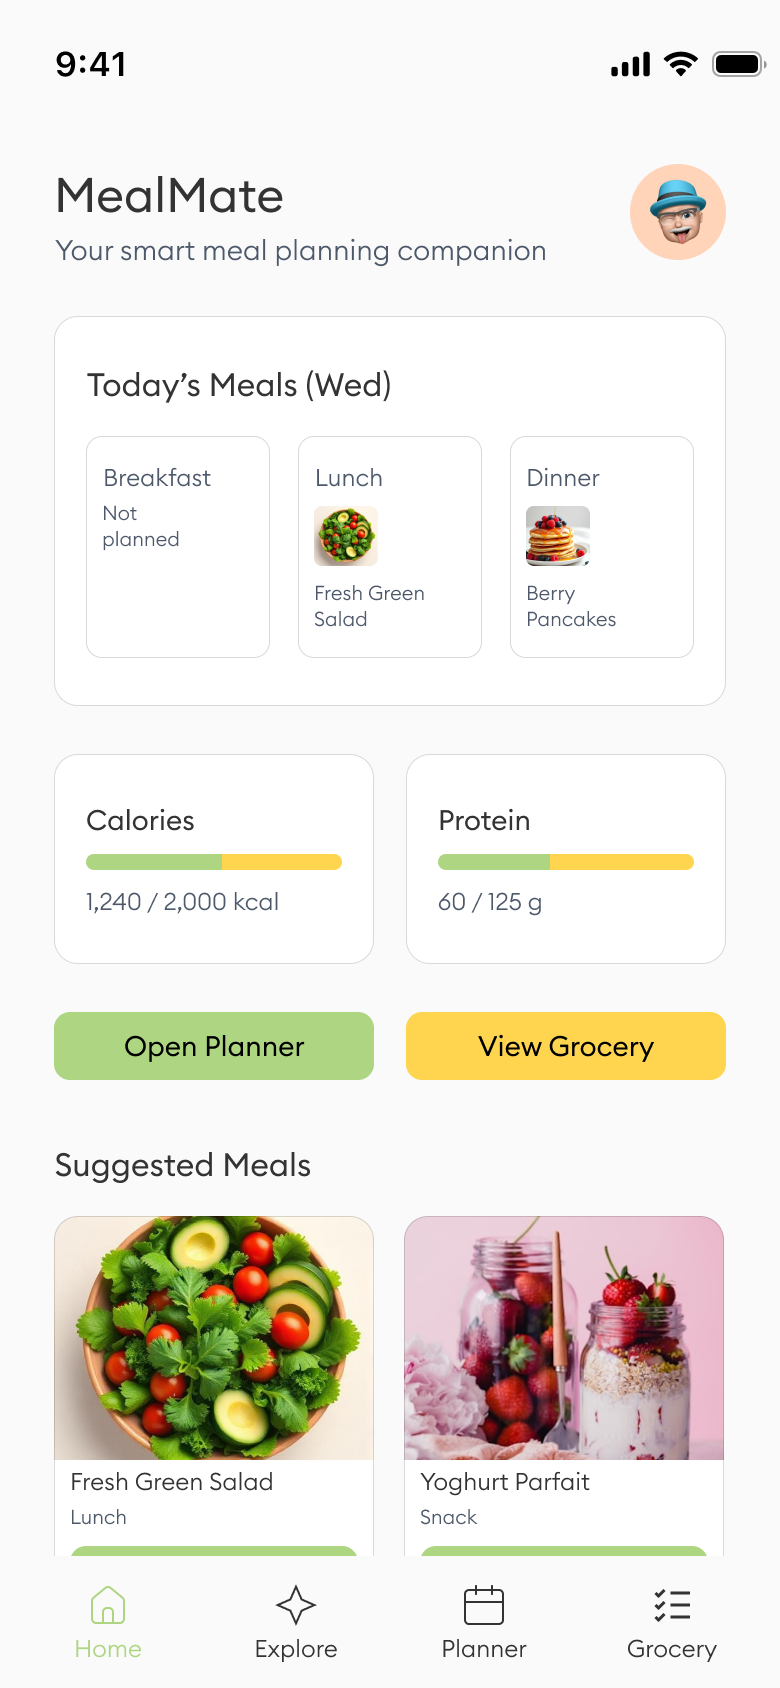 9:41
MealMate
Your smart meal planning companion
Today’s Meals (Wed)
Breakfast
Not
planned
Lunch
Fresh Green
Salad
Dinner
Berry
Pancakes
Calories
1,240 / 2,000 kcal
Protein
60 / 125 g
Open Planner
View Grocery
Suggested Meals
Fresh Green Salad
Lunch
Yoghurt Parfait
Snack
Home
Explore
Planner
Grocery